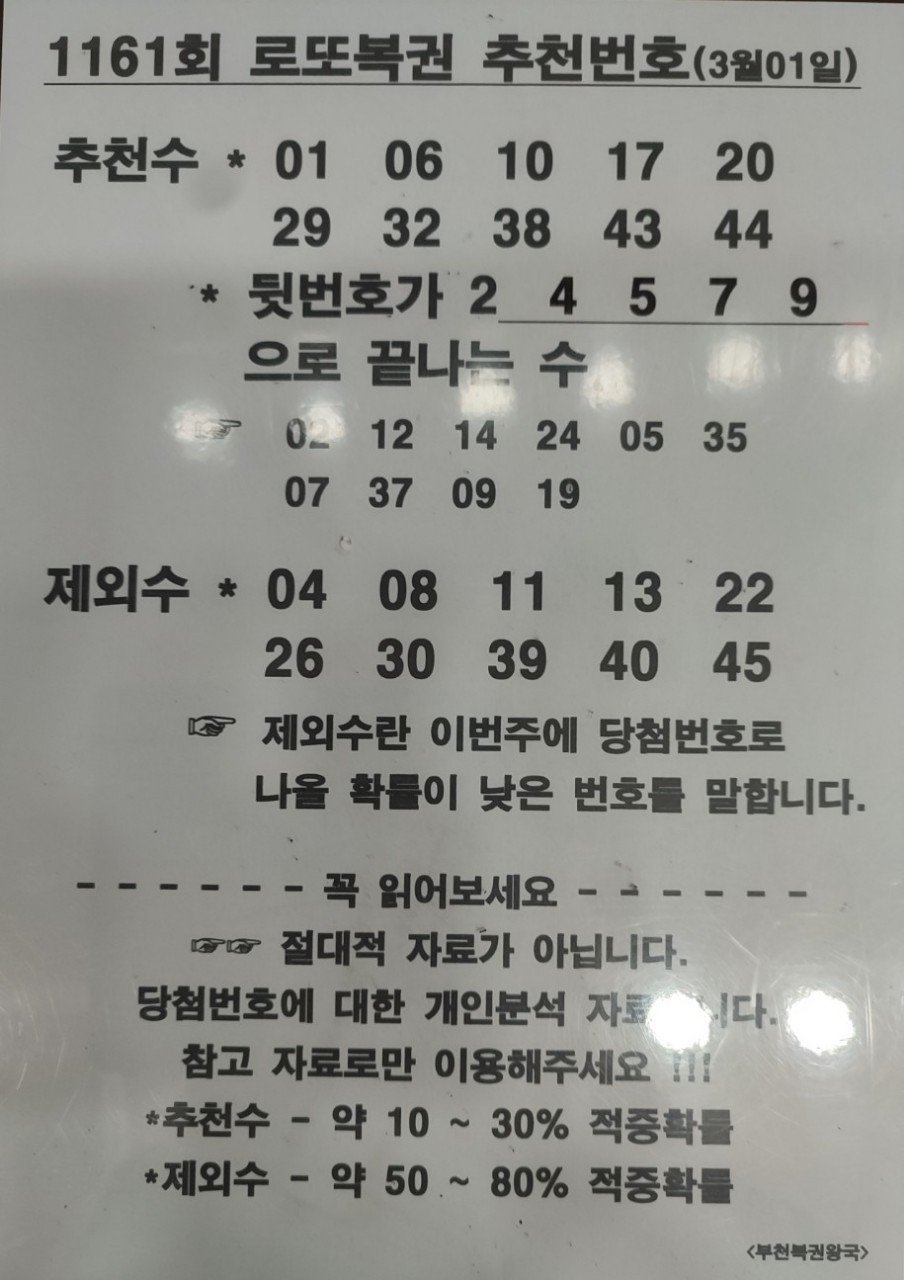 1161회 로또복권 추천번호(3월01일)
추천수 * 01 06 10 17 20
29 32 38 43 44
* 뒷번호가 2 4 5 7 9
으로 끝나는 수
☞ 02 12 14 24 05 35
07 37 09 19
제외수 * 04 08 11 13 22
26 30 39 40 45
☞ 제외수란 이번주에 당첨번호로
나올 확률이 낮은 번호를 말합니다.
- - - - - - 꼭 읽어보세요 - - - - - -
☞☞ 절대적 자료가 아닙니다.
당첨번호에 대한 개인분석
참고 자료로만 이용해주세요 !!!
*추천수 - 약 10 ~ 30% 적중확률
*제외수 - 약 50 ~ 80% 적중확률
<부천복권왕국>